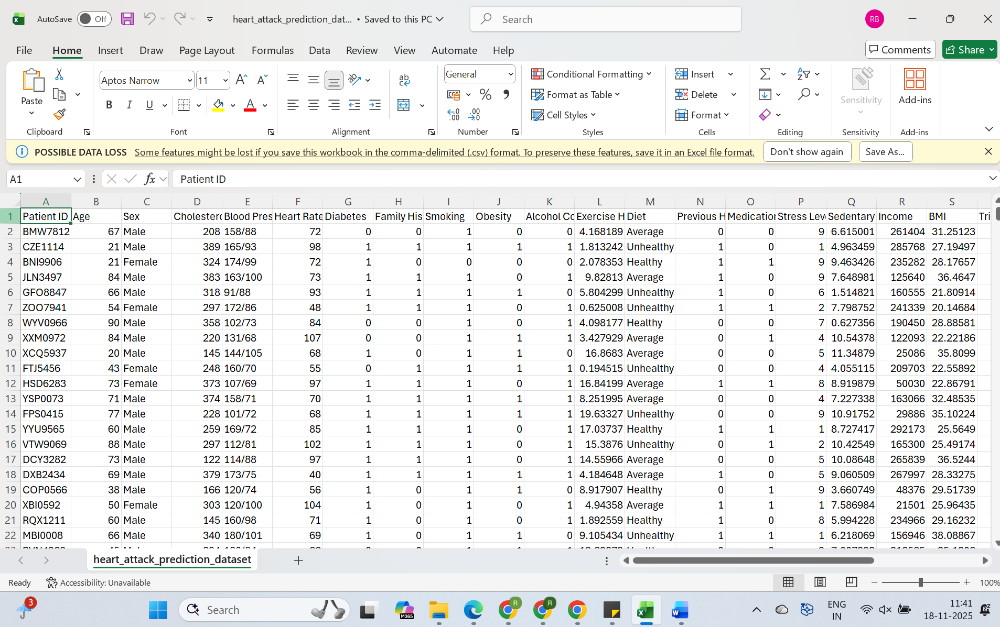 AutoSave Off heart_attack_prediction_dat... • Saved to this PC Search RB
File Home Insert Draw Page Layout Formulas Data Review View Automate Help Comments Share
Paste
Clipboard
Aptos Narrow 11
B I U
Font
Alignment
General
Number
Conditional Formatting
Format as Table
Cell Styles
Styles
Insert
Delete
Format
Cells
Editing
Sensitivity
Sensitivity
Add-ins
Add-ins
POSSIBLE DATA LOSS Some features might be lost if you save this workbook in the comma-delimited (.csv) format. To preserve these features, save it in an Excel file format. Don't show again Save As...
A1 fx Patient ID
A B C D E F G H I J K L M N O P Q R S
1 Patient ID Age Sex Cholestero Blood Pres Heart Rate Diabetes Family His Smoking Obesity Alcohol Co Exercise H Diet Previous H Medication Stress Leve Sedentary Income BMI Tri
2 BMW7812 67 Male 208 158/88 72 0 0 1 0 0 4.168189 Average 0 0 9 6.615001 261404 31.25123
3 CZE1114 21 Male 389 165/93 98 1 1 1 1 1 1.813242 Unhealthy 1 0 1 4.963459 285768 27.19497
4 BNI9906 21 Female 324 174/99 72 1 0 0 0 0 2.078353 Healthy 1 1 9 9.463426 235282 28.17657
5 JLN3497 84 Male 383 163/100 73 1 1 1 0 1 9.82813 Average 1 0 9 7.648981 125640 36.4647
6 GFO8847 66 Male 318 91/88 93 1 1 1 1 0 5.804299 Unhealthy 1 0 6 1.514821 160555 21.80914
7 ZOO7941 54 Female 297 172/86 48 1 1 1 0 1 0.625008 Unhealthy 1 1 2 7.798752 241339 20.14684
8 WYV0966 90 Male 358 102/73 84 0 0 1 0 1 4.098177 Healthy 0 0 7 0.627356 190450 28.88581
9 XXM0972 84 Male 220 131/68 107 0 0 1 1 1 3.427929 Average 0 1 4 10.54378 122093 22.22186
10 XCQ5937 20 Male 145 144/105 68 1 0 1 1 0 16.8683 Average 0 0 5 11.34879 25086 35.8099
11 FTJ5456 43 Female 248 160/70 55 0 1 1 1 1 0.194515 Unhealthy 0 0 4 4.055115 209703 22.55892
12 HSD6283 73 Female 373 107/69 97 1 1 1 0 1 16.84199 Average 1 1 8 8.919879 50030 22.86791
13 YSP0073 71 Male 374 158/71 70 1 1 1 1 1 8.251995 Average 0 0 4 7.227338 163066 32.48535
14 FPS0415 77 Male 228 101/72 68 1 1 1 1 1 19.63327 Unhealthy 0 0 9 10.91752 29886 35.10224
15 YYU9565 60 Male 259 169/72 85 1 1 1 0 1 17.03737 Healthy 1 1 1 8.727417 292173 25.5649
16 VTW9069 88 Male 297 112/81 102 1 1 1 0 1 15.3876 Unhealthy 0 1 2 10.42549 165300 25.49174
17 DCY3282 73 Male 122 114/88 97 1 1 1 0 1 14.55966 Average 0 0 5 10.08648 265839 36.5244
18 DXB2434 69 Male 379 173/75 40 1 1 1 1 1 4.184648 Average 1 0 5 9.060509 267997 28.33275
19 COP0566 38 Male 166 120/74 56 1 0 1 1 0 8.917907 Healthy 0 1 9 3.660749 48376 29.51739
20 XBI0592 50 Female 303 120/100 104 1 0 1 0 1 4.94358 Average 1 1 1 7.586984 21501 25.96435
21 RQX1211 60 Male 145 160/98 71 1 0 1 0 1 1.892559 Healthy 1 0 8 5.994228 234966 29.16232
22 MBI0008 66 Male 340 180/101 69 1 0 1 1 0 9.105434 Unhealthy 1 1 1 6.218069 156946 38.08867
heart_attack_prediction_dataset
Ready Accessibility: Unavailable 100%
3 Search M365 R R ENG 11:41
IN 18-11-2025